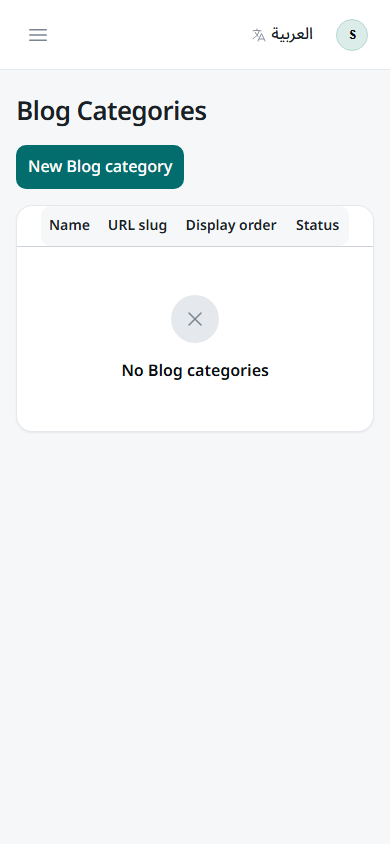 العربية
S
Blog Categories
New Blog category
Name URL slug Display order Status
No Blog categories